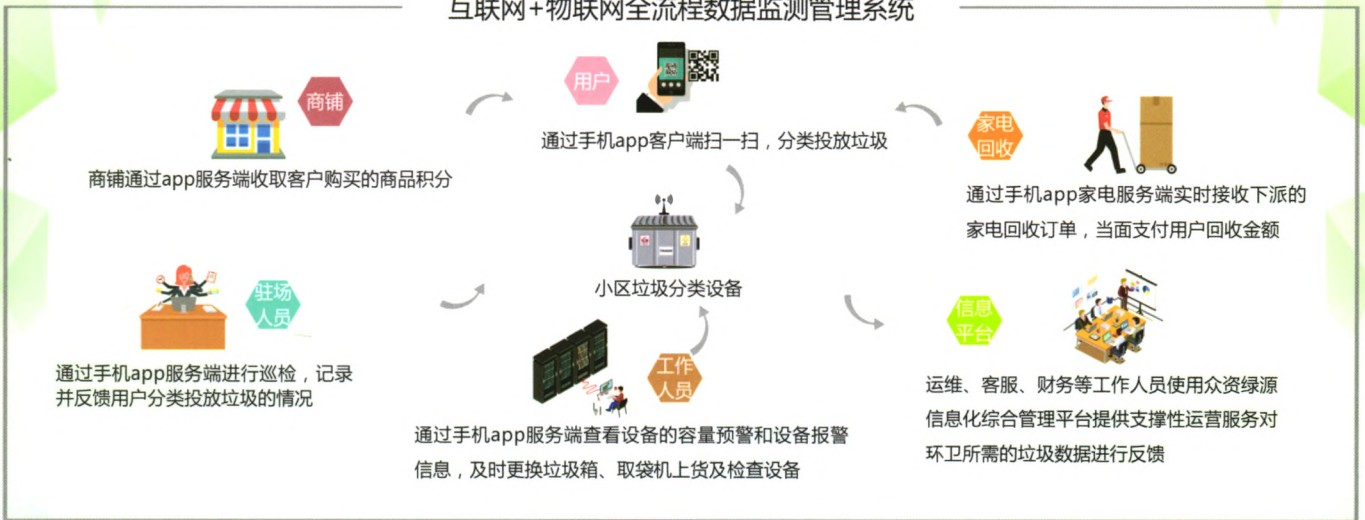 互联网+物联网全流程数据监测管理系统
商铺
商铺通过app服务端收取客户购买的商品积分
用户
通过手机app客户端扫一扫，分类投放垃圾
家电
回收
通过手机app家电服务端实时接收下派的
家电回收订单，当面支付用户回收金额
小区垃圾分类设备
驻场
人员
通过手机app服务端进行巡检，记录
并反馈用户分类投放垃圾的情况
工作
人员
通过手机app服务端查看设备的容量预警和设备报警
信息，及时更换垃圾箱、取袋机上货及检查设备
信息
平台
运维、客服、财务等工作人员使用众资绿源
信息化综合管理平台提供支撑性运营服务对
环卫所需的垃圾数据进行反馈